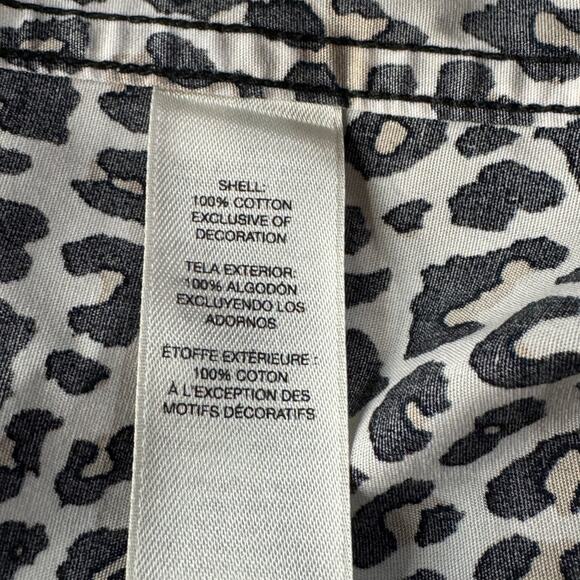 SHELL:
100% COTTON
EXCLUSIVE OF
DECORATION
TELA EXTERIOR:
100% ALGODÓN
EXCLUYENDO LOS
ADORNOS
ÉTOFFE EXTÉRIEURE :
100% COTON
À L'EXCEPTION DES
MOTIFS DÉCORATIFS